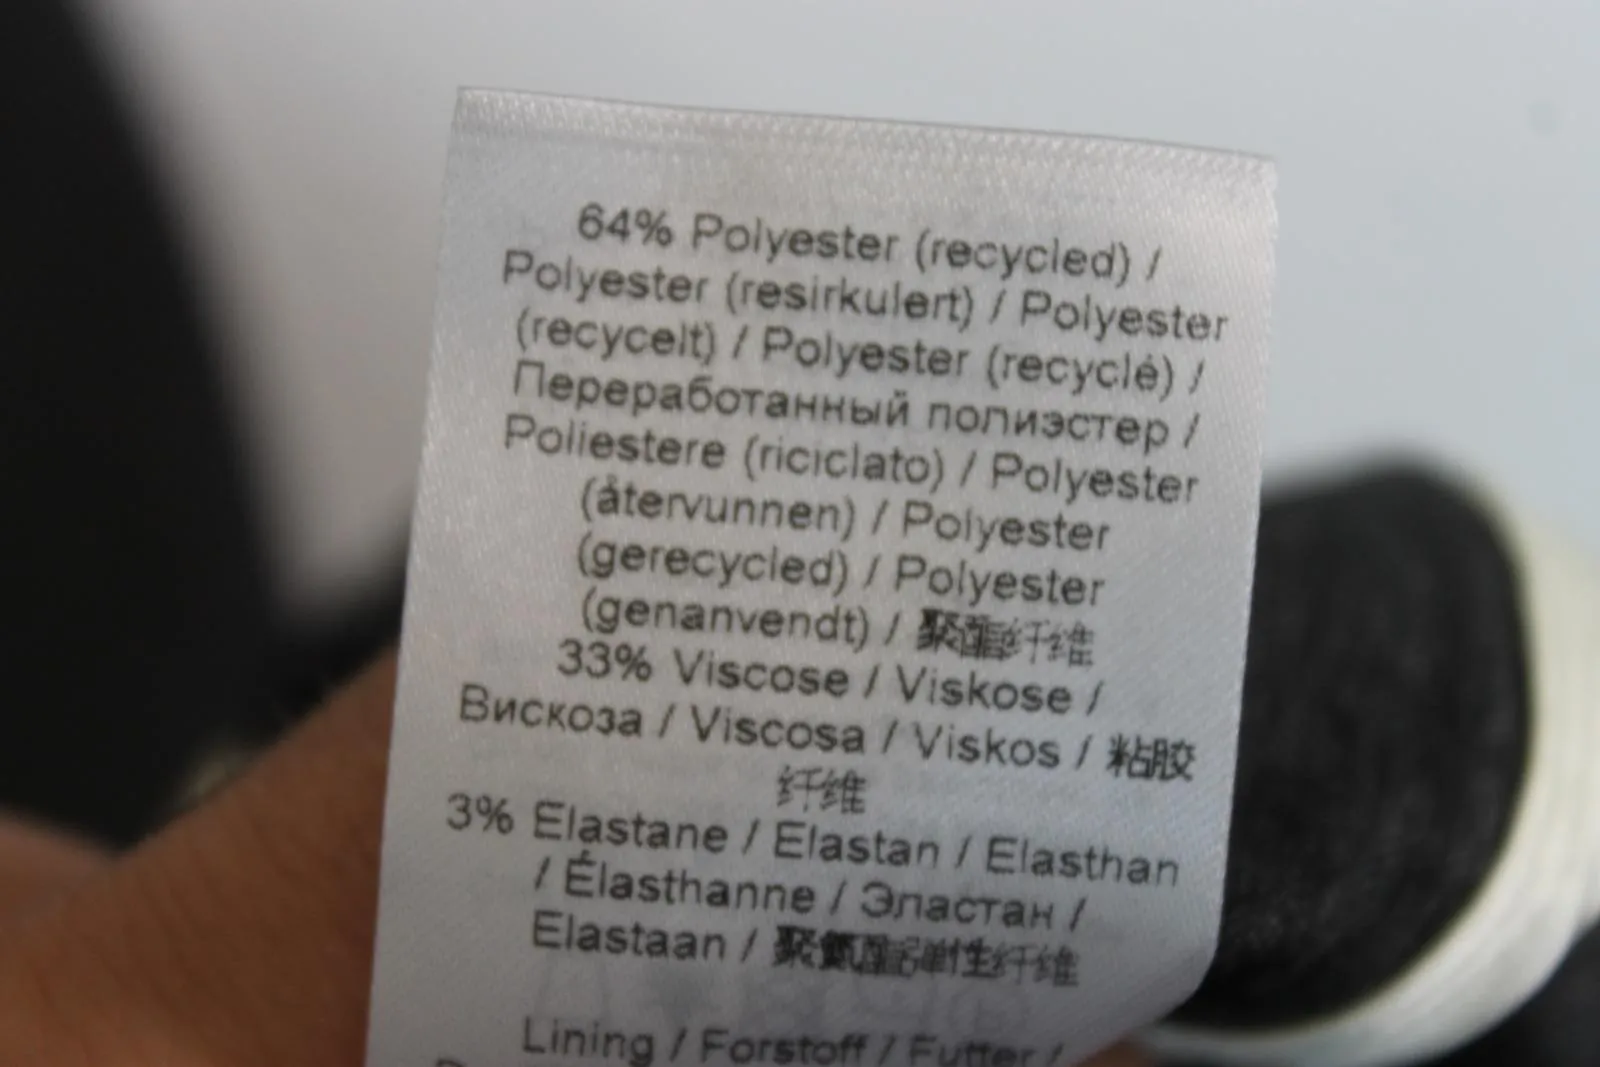 64% Polyester (recycled) /
Polyester (resirkulert) / Polyester
(recycelt) / Polyester (recyclé) /
Переработанный полиэстер /
Poliestere (riciclato) / Polyester
(återvunnen) / Polyester
(gerecycled) / Polyester
(genanvendt) / 聚酯纤维
33% Viscose / Viskose /
Вискоза / Viscosa / Viskos / 粘胶
纤维
3% Elastane / Elastan / Elasthan
/ Élasthanne / Эластан /
Elastaan / 聚氨酯弹性纤维
Lining / Forstoff / Futter /